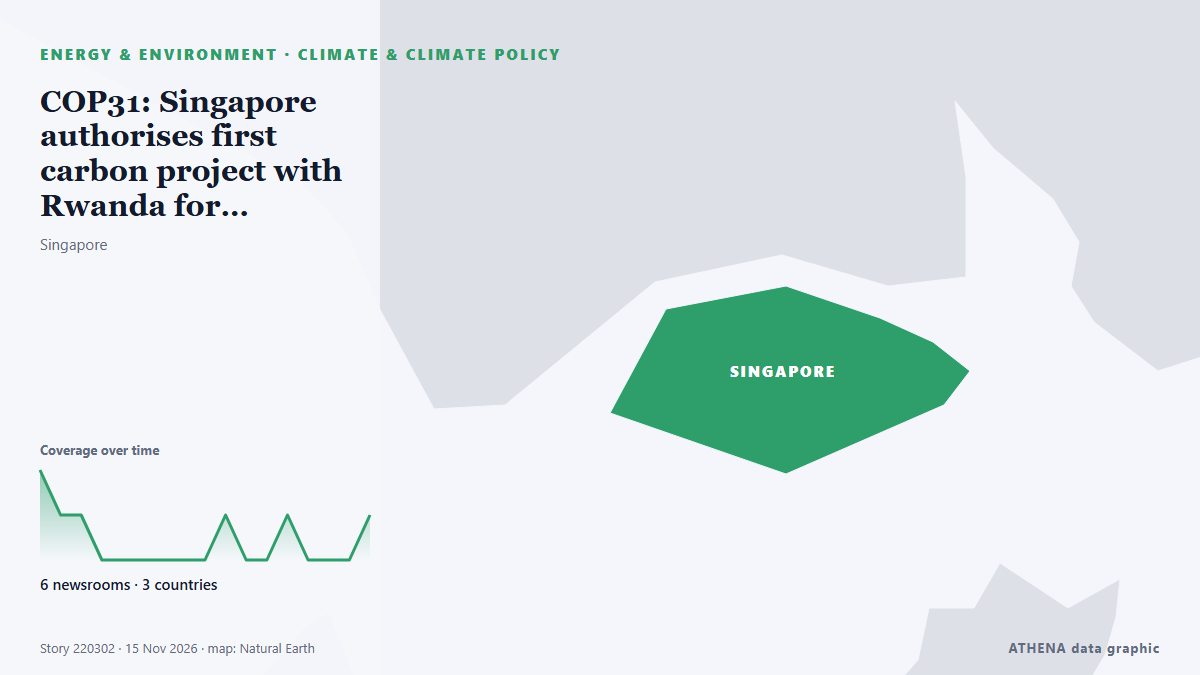 ENERGY & ENVIRONMENT · CLIMATE & CLIMATE POLICY
COP31: Singapore
authorises first
carbon project with
Rwanda for...
Singapore
SINGAPORE
Coverage over time
6 newsrooms · 3 countries
Story 220302 · 15 Nov 2026 · map: Natural Earth
ATHENA data graphic